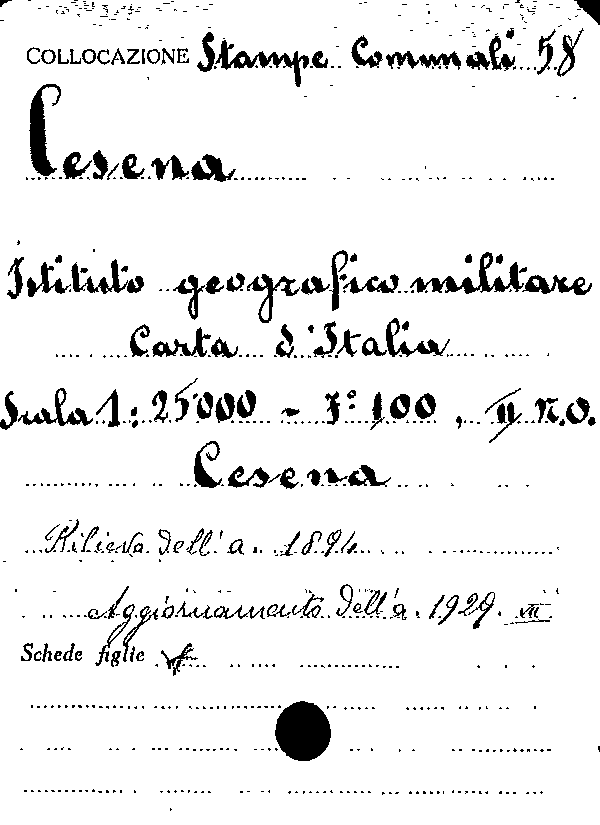 COLLOCAZIONE Stampe Comunali 58
Cesena
Istituto geografico militare
Carta d'Italia
Scala 1:25000 - Fº 100, II N.O.
Cesena
Rilievo dell'a. 1894
Aggiornamento dell'a. 1929. VII
Schede figlie